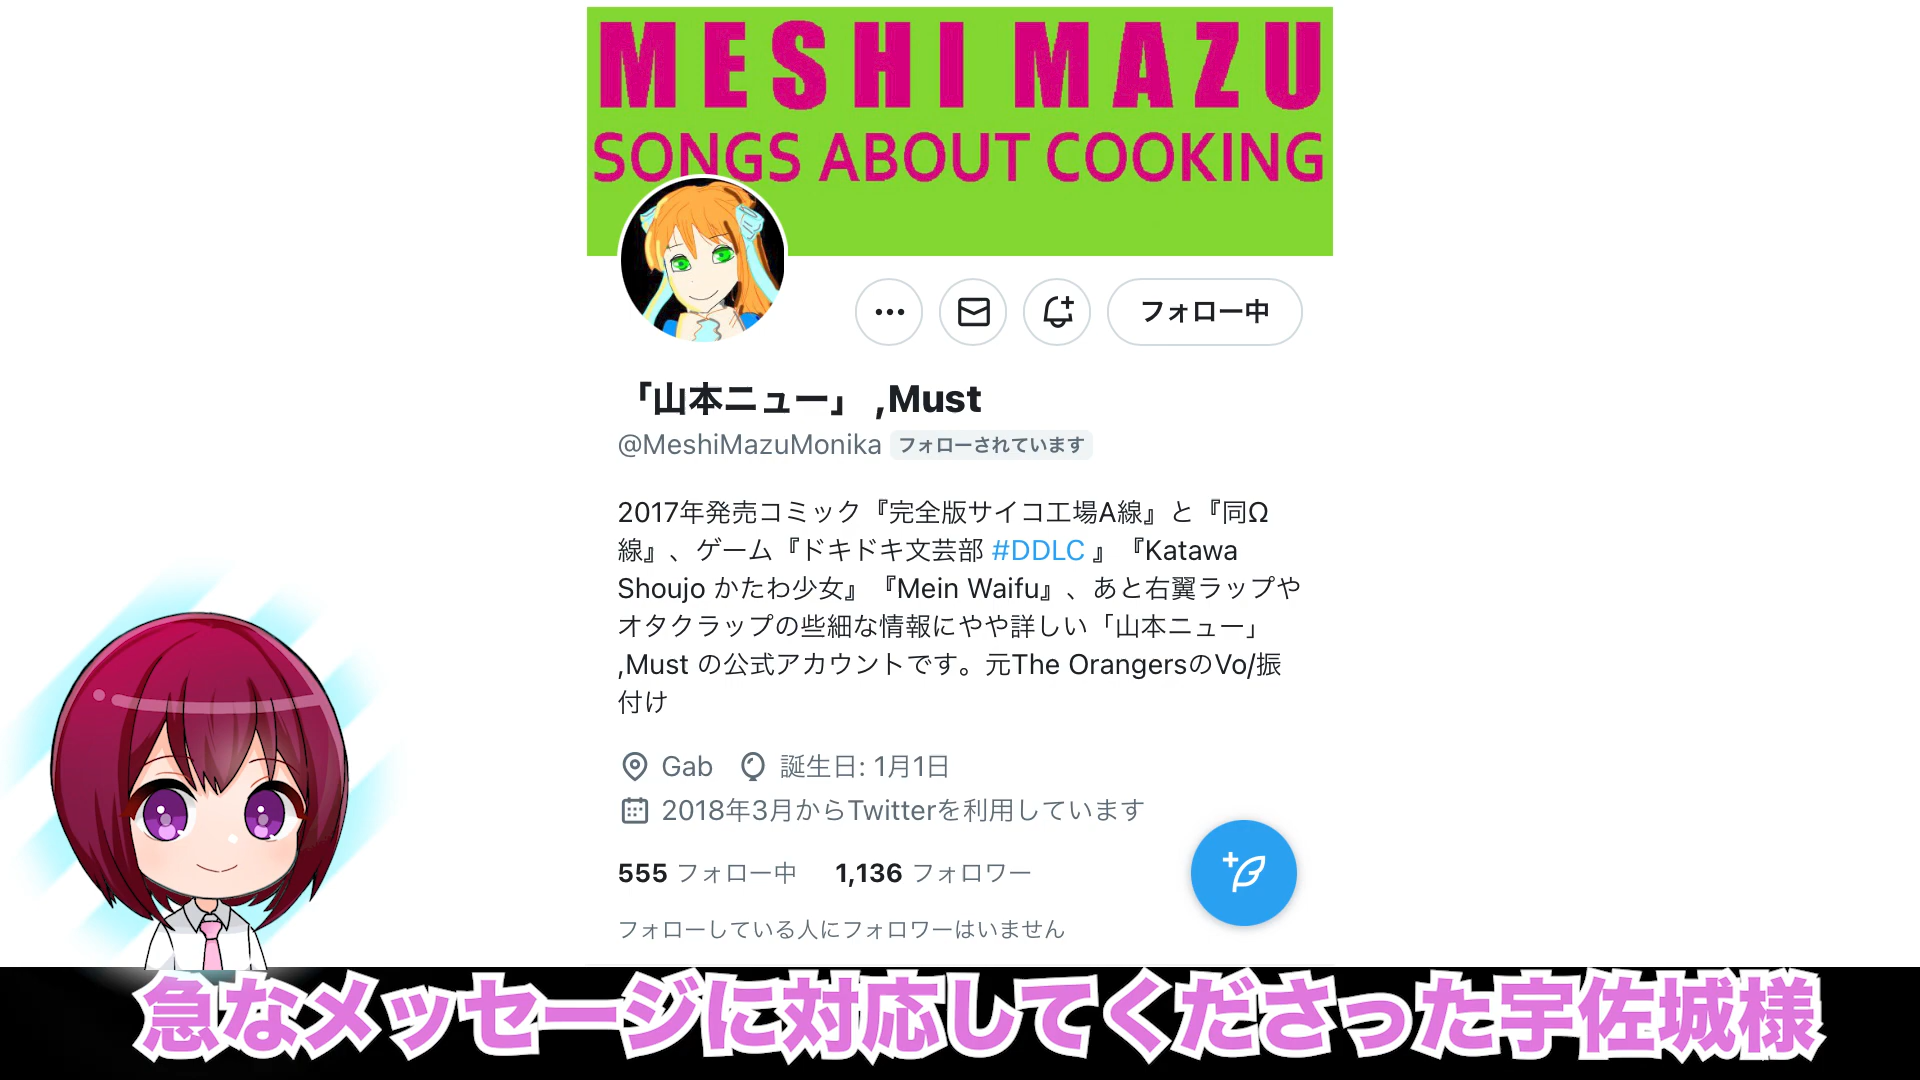 MESHI MAZU
SONGS ABOUT COOKING
フォロー中
「山本ニュー」 ,Must
@MeshiMazuMonika フォローされています
2017年発売コミック『完全版サイコ工場A線』と『同Ω
線』、ゲーム『ドキドキ文芸部 #DDLC 』『Katawa
Shoujo かたわ少女』『Mein Waifu』、あと右翼ラップや
オタクラップの些細な情報にやや詳しい「山本ニュー」
,Must の公式アカウントです。元The OrangersのVo/振
付け
Gab 誕生日: 1月1日
2018年3月からTwitterを利用しています
555 フォロー中 1,136 フォロワー
フォローしている人にフォロワーはいません
急なメッセージに対応してくださった宇佐城様